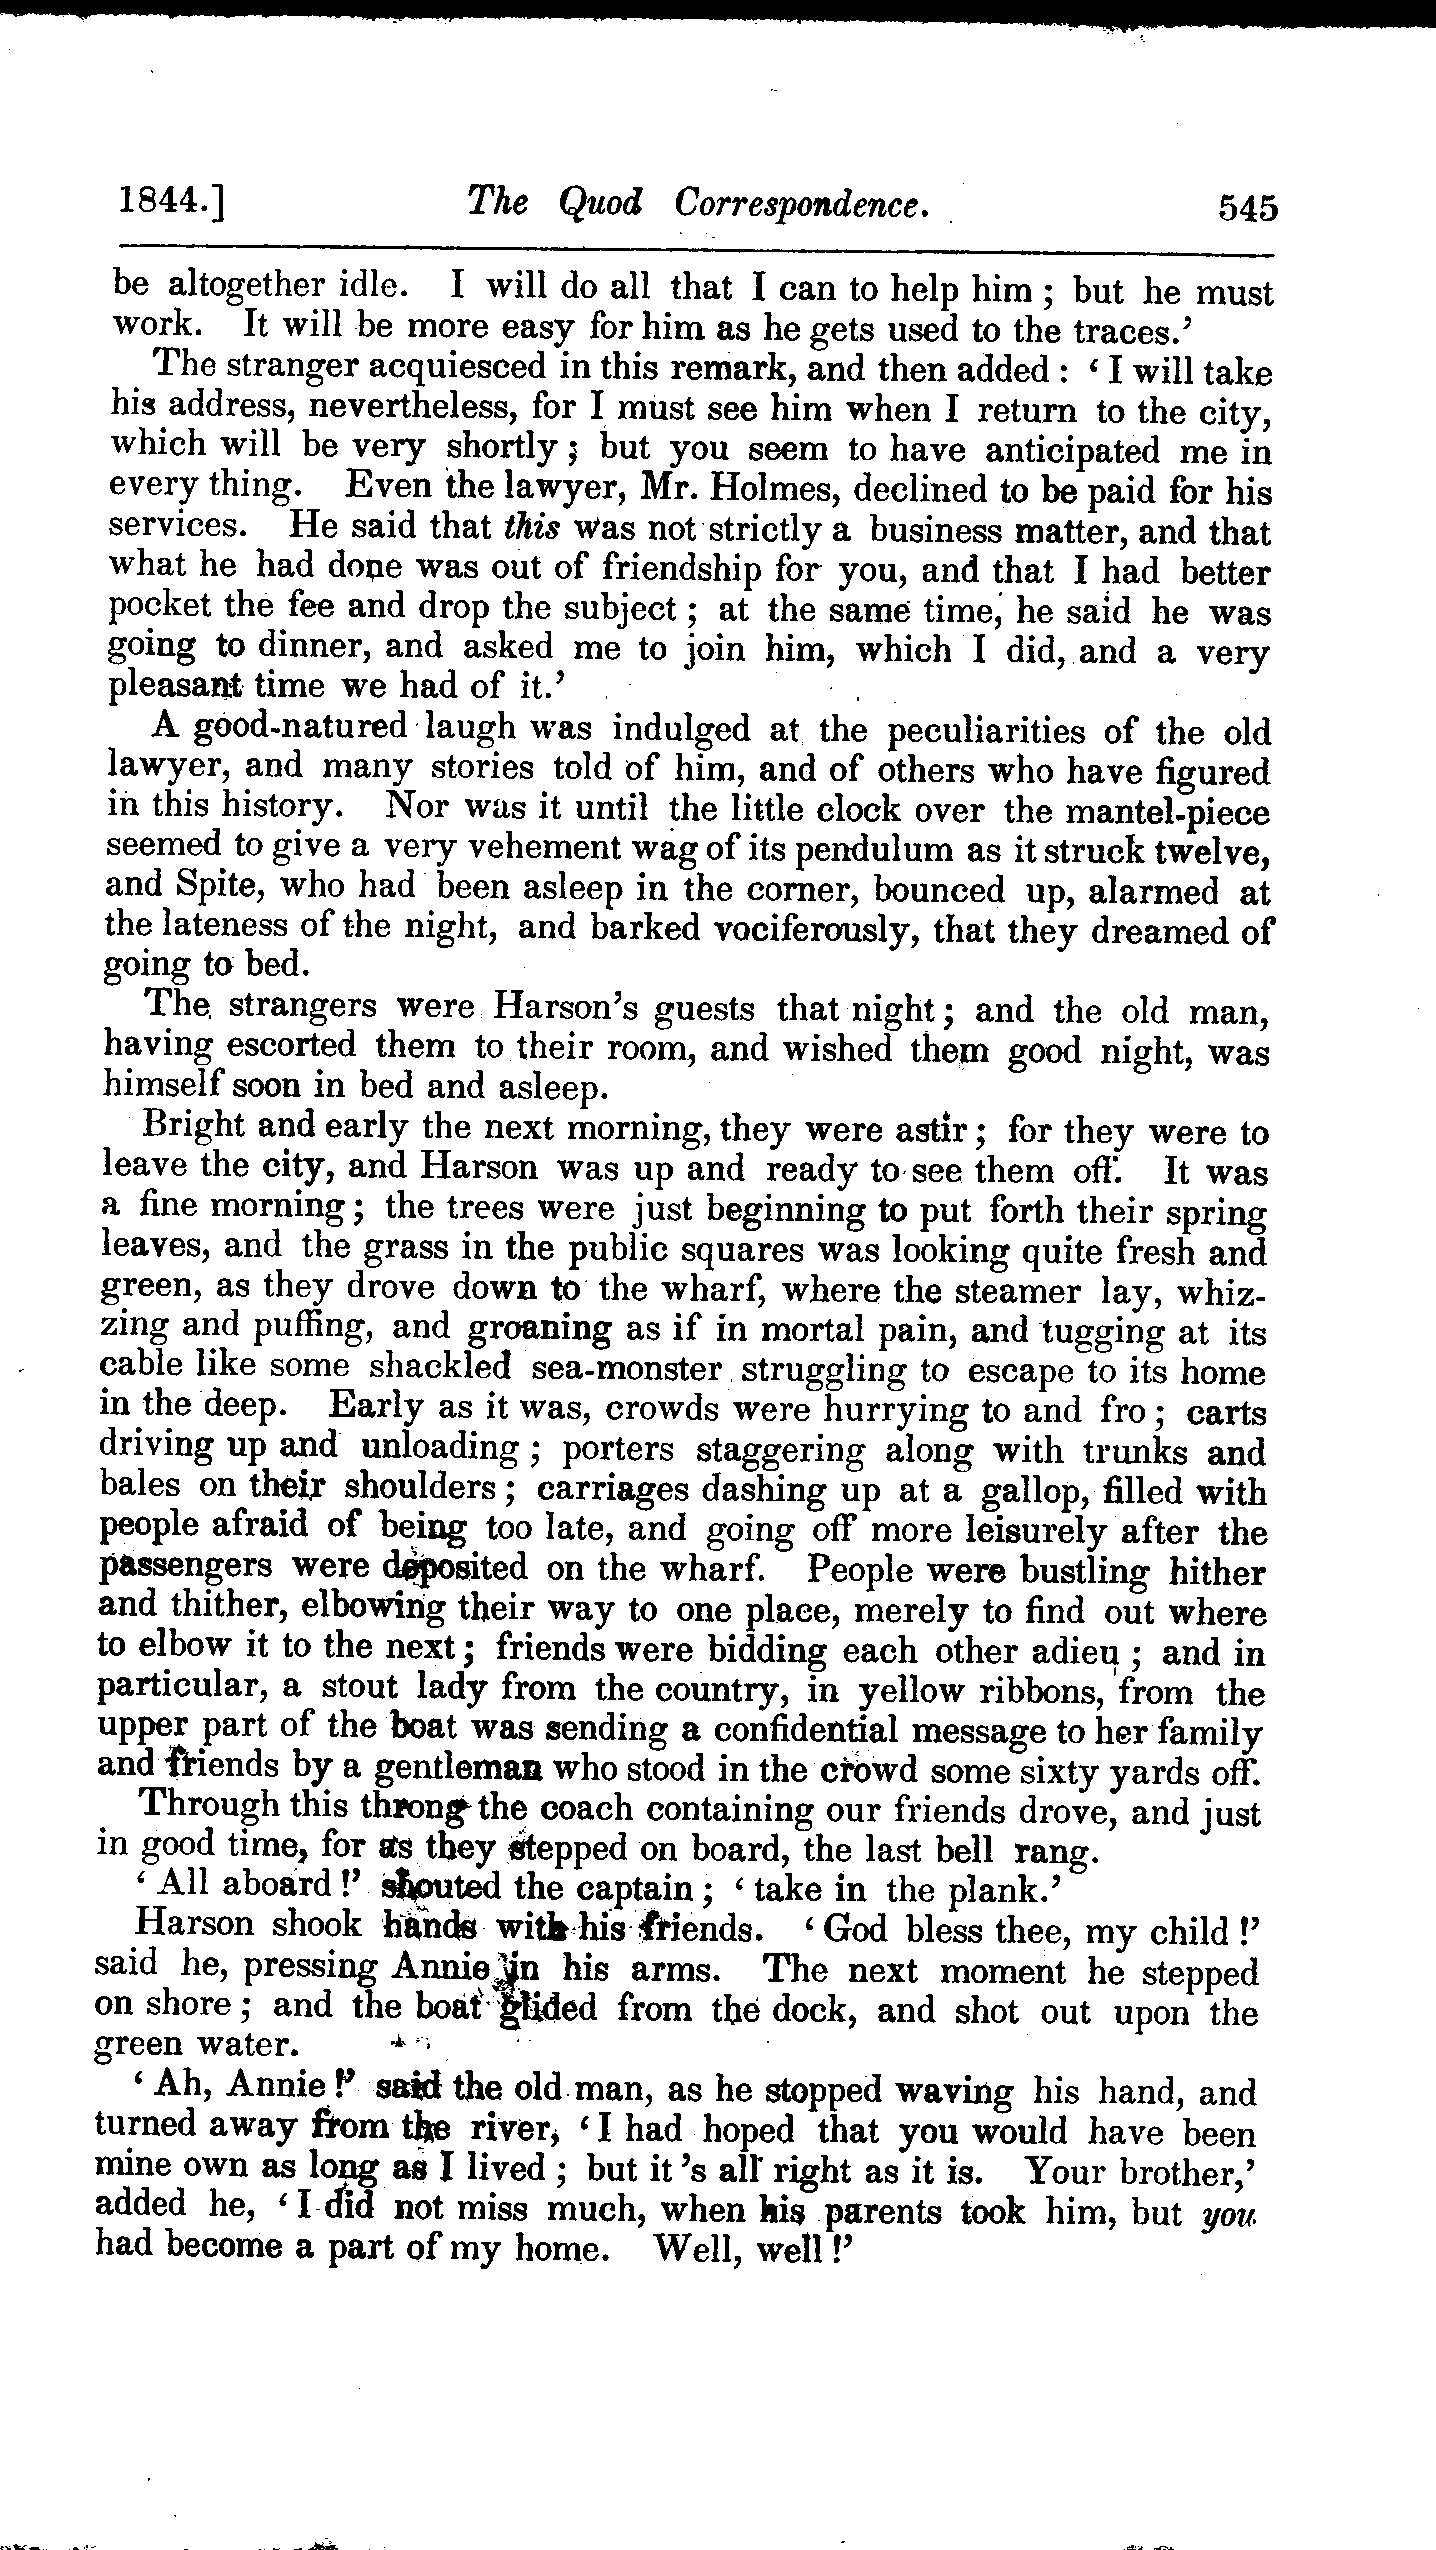 1844.] The Quod Correspondence. 545
be altogether idle. I will do all that I can to help him ; but he must
work. It will be more easy for him as he gets used to the traces.’
The stranger acquiesced in this remark, and then added : ‘ I will take
his address, nevertheless, for I must see him when I return to the city,
which will be very shortly ; but you seem to have anticipated me in
every thing. Even the lawyer, Mr. Holmes, declined to be paid for his
services. He said that this was not strictly a business matter, and that
what he had done was out of friendship for you, and that I had better
pocket the fee and drop the subject ; at the same time, he said he was
going to dinner, and asked me to join him, which I did, and a very
pleasant time we had of it.’
A good-natured laugh was indulged at the peculiarities of the old
lawyer, and many stories told of him, and of others who have figured
in this history. Nor was it until the little clock over the mantel-piece
seemed to give a very vehement wag of its pendulum as it struck twelve,
and Spite, who had been asleep in the corner, bounced up, alarmed at
the lateness of the night, and barked vociferously, that they dreamed of
going to bed.
The strangers were Harson’s guests that night ; and the old man,
having escorted them to their room, and wished them good night, was
himself soon in bed and asleep.
Bright and early the next morning, they were astir ; for they were to
leave the city, and Harson was up and ready to see them off. It was
a fine morning ; the trees were just beginning to put forth their spring
leaves, and the grass in the public squares was looking quite fresh and
green, as they drove down to the wharf, where the steamer lay, whiz-
zing and puffing, and groaning as if in mortal pain, and tugging at its
cable like some shackled sea-monster struggling to escape to its home
in the deep. Early as it was, crowds were hurrying to and fro ; carts
driving up and unloading ; porters staggering along with trunks and
bales on their shoulders ; carriages dashing up at a gallop, filled with
people afraid of being too late, and going off more leisurely after the
passengers were deposited on the wharf. People were bustling hither
and thither, elbowing their way to one place, merely to find out where
to elbow it to the next ; friends were bidding each other adieu ; and in
particular, a stout lady from the country, in yellow ribbons, from the
upper part of the boat was sending a confidential message to her family
and friends by a gentleman who stood in the crowd some sixty yards off.
Through this throng the coach containing our friends drove, and just
in good time, for as they stepped on board, the last bell rang.
‘ All aboard !’ shouted the captain ; ‘ take in the plank.’
Harson shook hands with his friends. ‘ God bless thee, my child !’
said he, pressing Annie in his arms. The next moment he stepped
on shore ; and the boat glided from the dock, and shot out upon the
green water.
‘ Ah, Annie !’ said the old man, as he stopped waving his hand, and
turned away from the river, ‘ I had hoped that you would have been
mine own as long as I lived ; but it ’s all right as it is. Your brother,’
added he, ‘ I did not miss much, when his parents took him, but you
had become a part of my home. Well, well !’